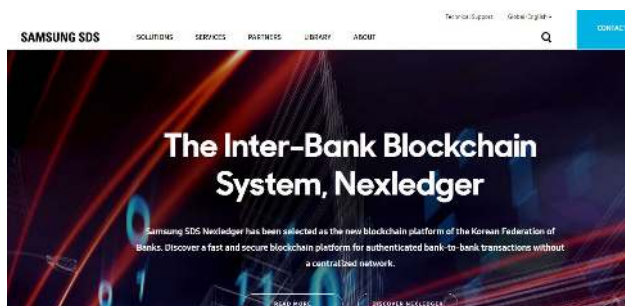 Technical Support Global English
CONTACT
SAMSUNG SDS SOLUTIONS SERVICES PARTNERS LIBRARY ABOUT
The Inter-Bank Blockchain
System, Nexledger
Samsung SDS Nexledger has been selected as the new blockchain platform of the Korean Federation of
Banks. Discover a fast and secure blockchain platform for authenticated bank-to-bank transactions without
a centralized network.
READ MORE DISCOVER NEXLEDGER